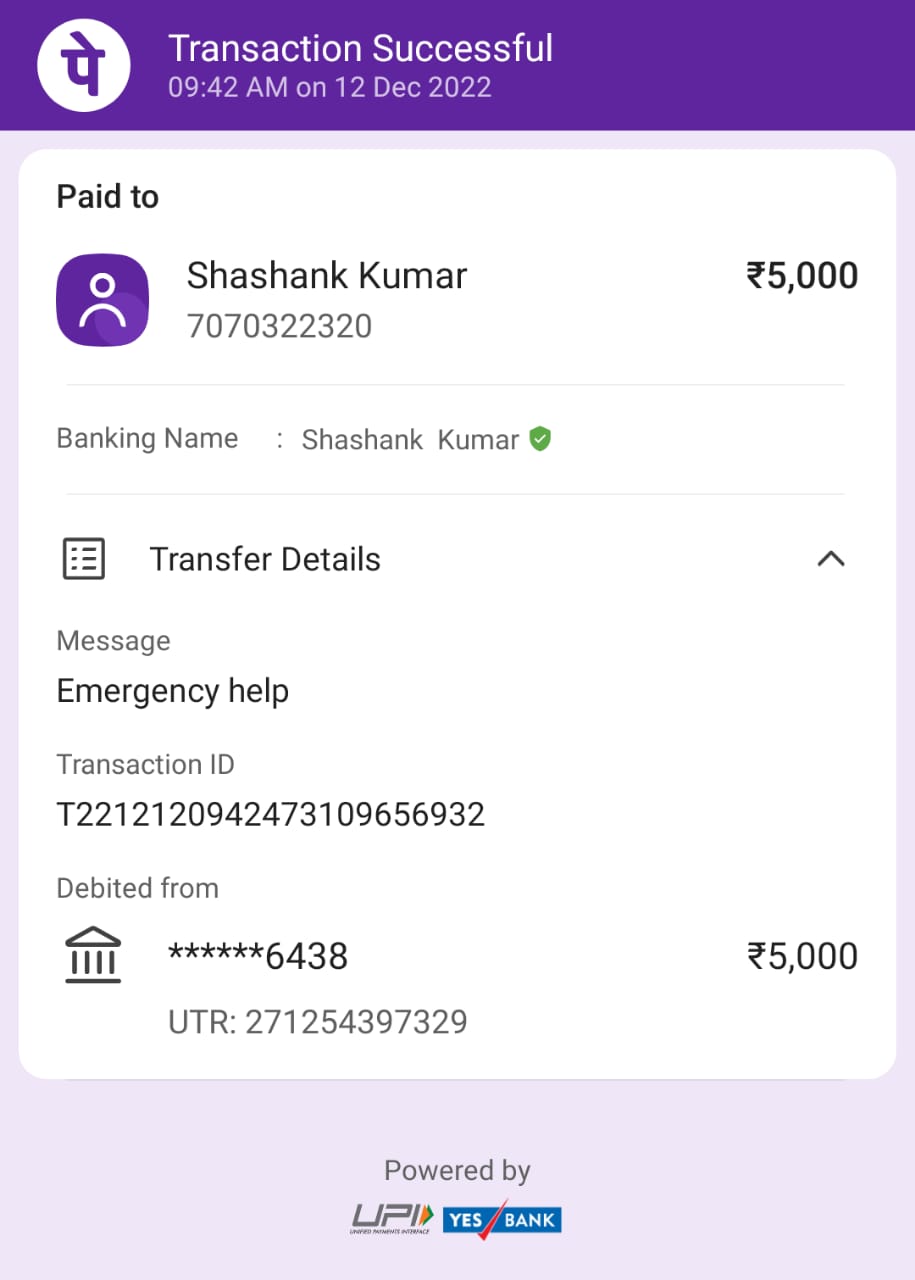 पे
Transaction Successful
09:42 AM on 12 Dec 2022
Paid to
Shashank Kumar ₹5,000
7070322320
Banking Name : Shashank Kumar
Transfer Details
Message
Emergency help
Transaction ID
T2212120942473109656932
Debited from
******6438 ₹5,000
UTR: 271254397329
Powered by
UPI YES BANK
UNIFIED PAYMENTS INTERFACE